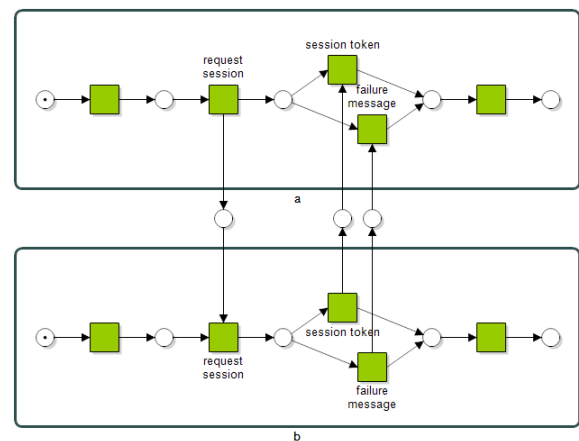 session token
request
session
failure
message
a
session token
request
session
failure
message
b